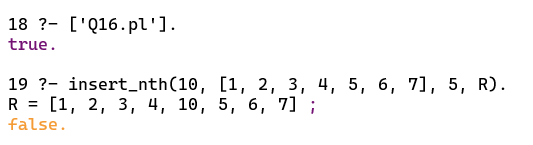 18 ?- ['Q16.pl'].
true.
19 ?- insert_nth(10, [1, 2, 3, 4, 5, 6, 7], 5, R).
R = [1, 2, 3, 4, 10, 5, 6, 7] ;
false.